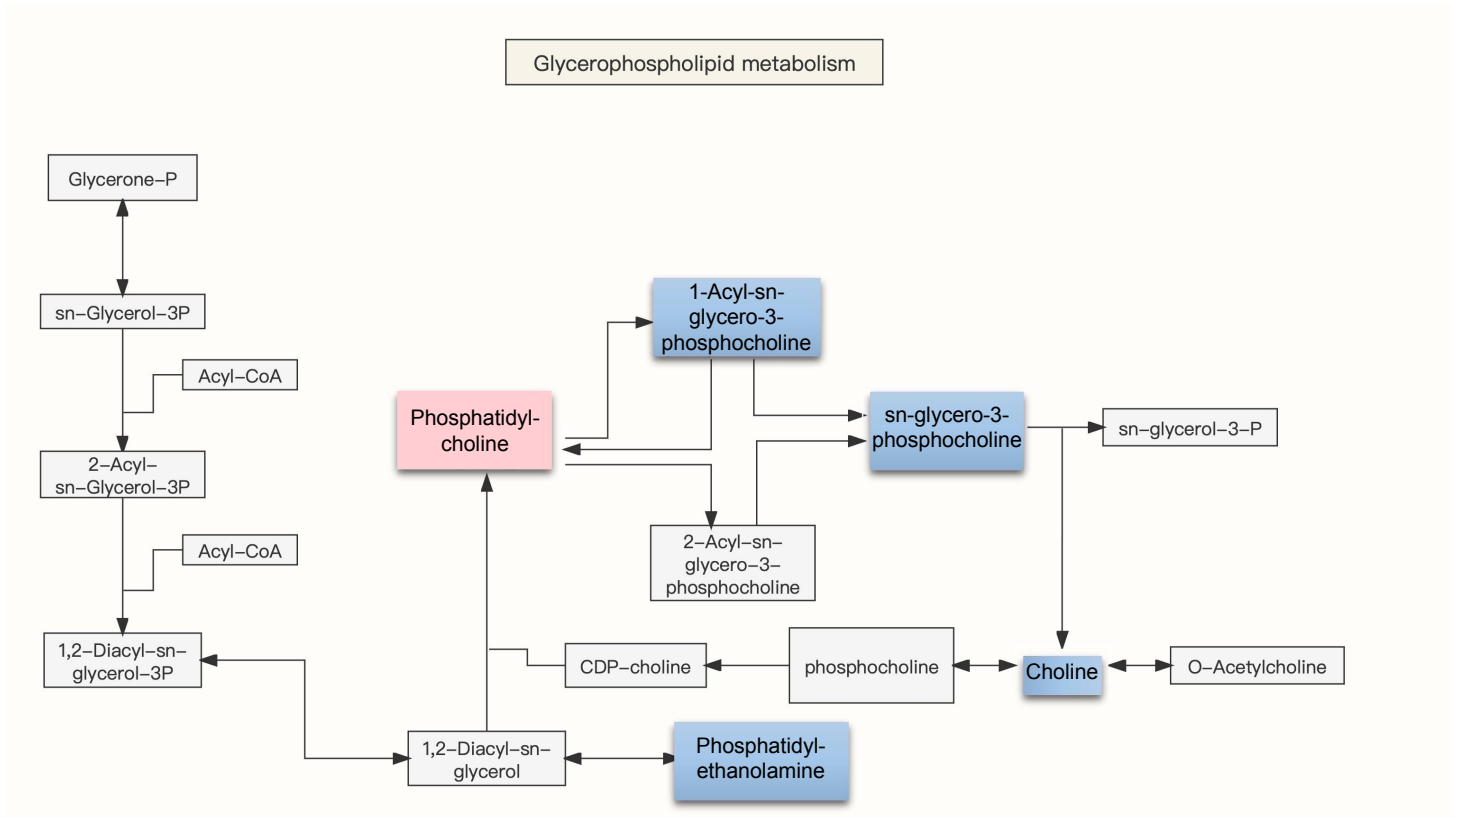 Glycerophospholipid metabolism
Glycerone-P
sn-Glycerol-3P
Acyl-CoA
2-Acyl-
sn-Glycerol-3P
Acyl-CoA
1,2-Diacyl-sn-
glycerol-3P
Phosphatidyl-
choline
1-Acyl-sn-
glycero-3-
phosphocholine
sn-glycero-3-
phosphocholine
sn-glycerol-3-P
2-Acyl-sn-
glycero-3-
phosphocholine
CDP-choline
phosphocholine
Choline
O-Acetylcholine
1,2-Diacyl-sn-
glycerol
Phosphatidyl-
ethanolamine